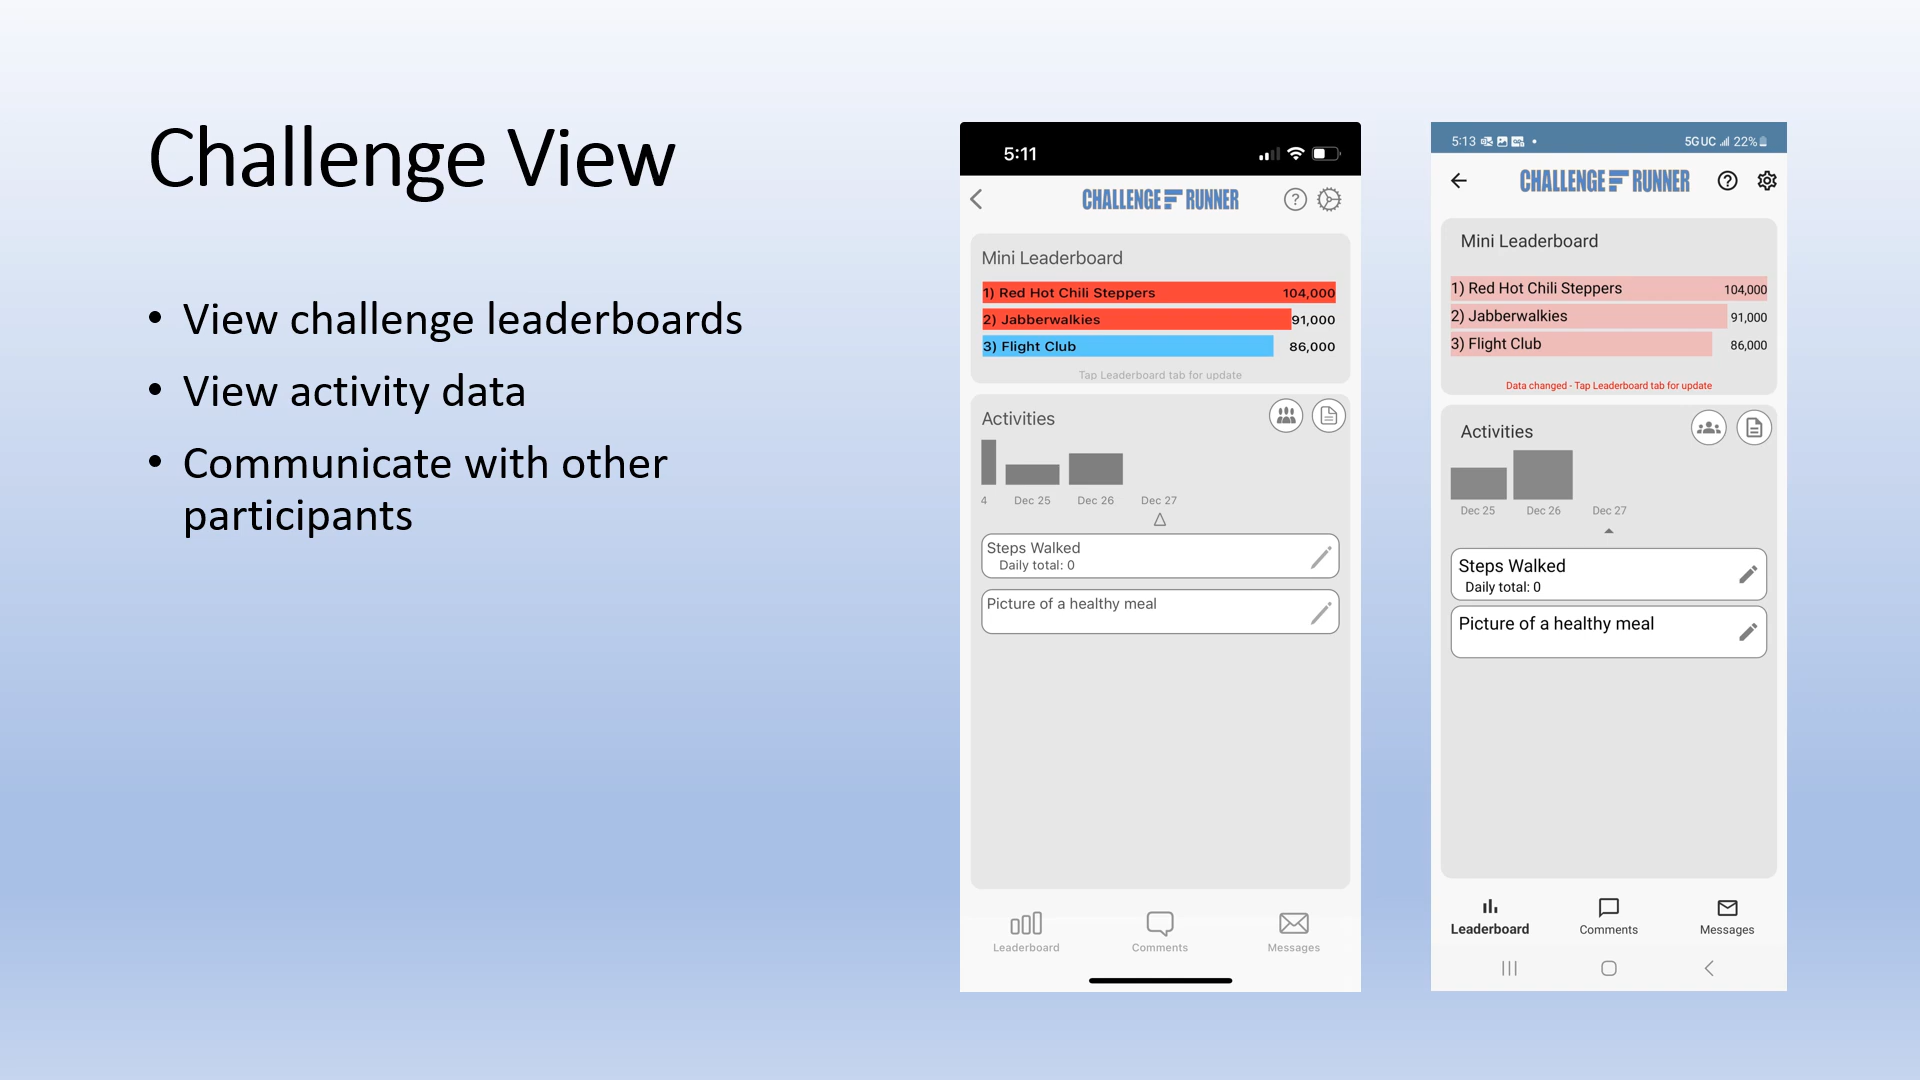 Challenge View
• View challenge leaderboards
• View activity data
• Communicate with other
participants
5:11
CHALLENGE RUNNER
Mini Leaderboard
1) Red Hot Chili Steppers 104,000
2) Jabberwalkies 91,000
3) Flight Club 86,000
Tap Leaderboard tab for update
Activities
4 Dec 25 Dec 26 Dec 27
Steps Walked
Daily total: 0
Picture of a healthy meal
Leaderboard Comments Messages
5:13 5G UC 22%
CHALLENGE RUNNER
Mini Leaderboard
1) Red Hot Chili Steppers 104,000
2) Jabberwalkies 91,000
3) Flight Club 86,000
Data changed - Tap Leaderboard tab for update
Activities
Dec 25 Dec 26 Dec 27
Steps Walked
Daily total: 0
Picture of a healthy meal
Leaderboard Comments Messages